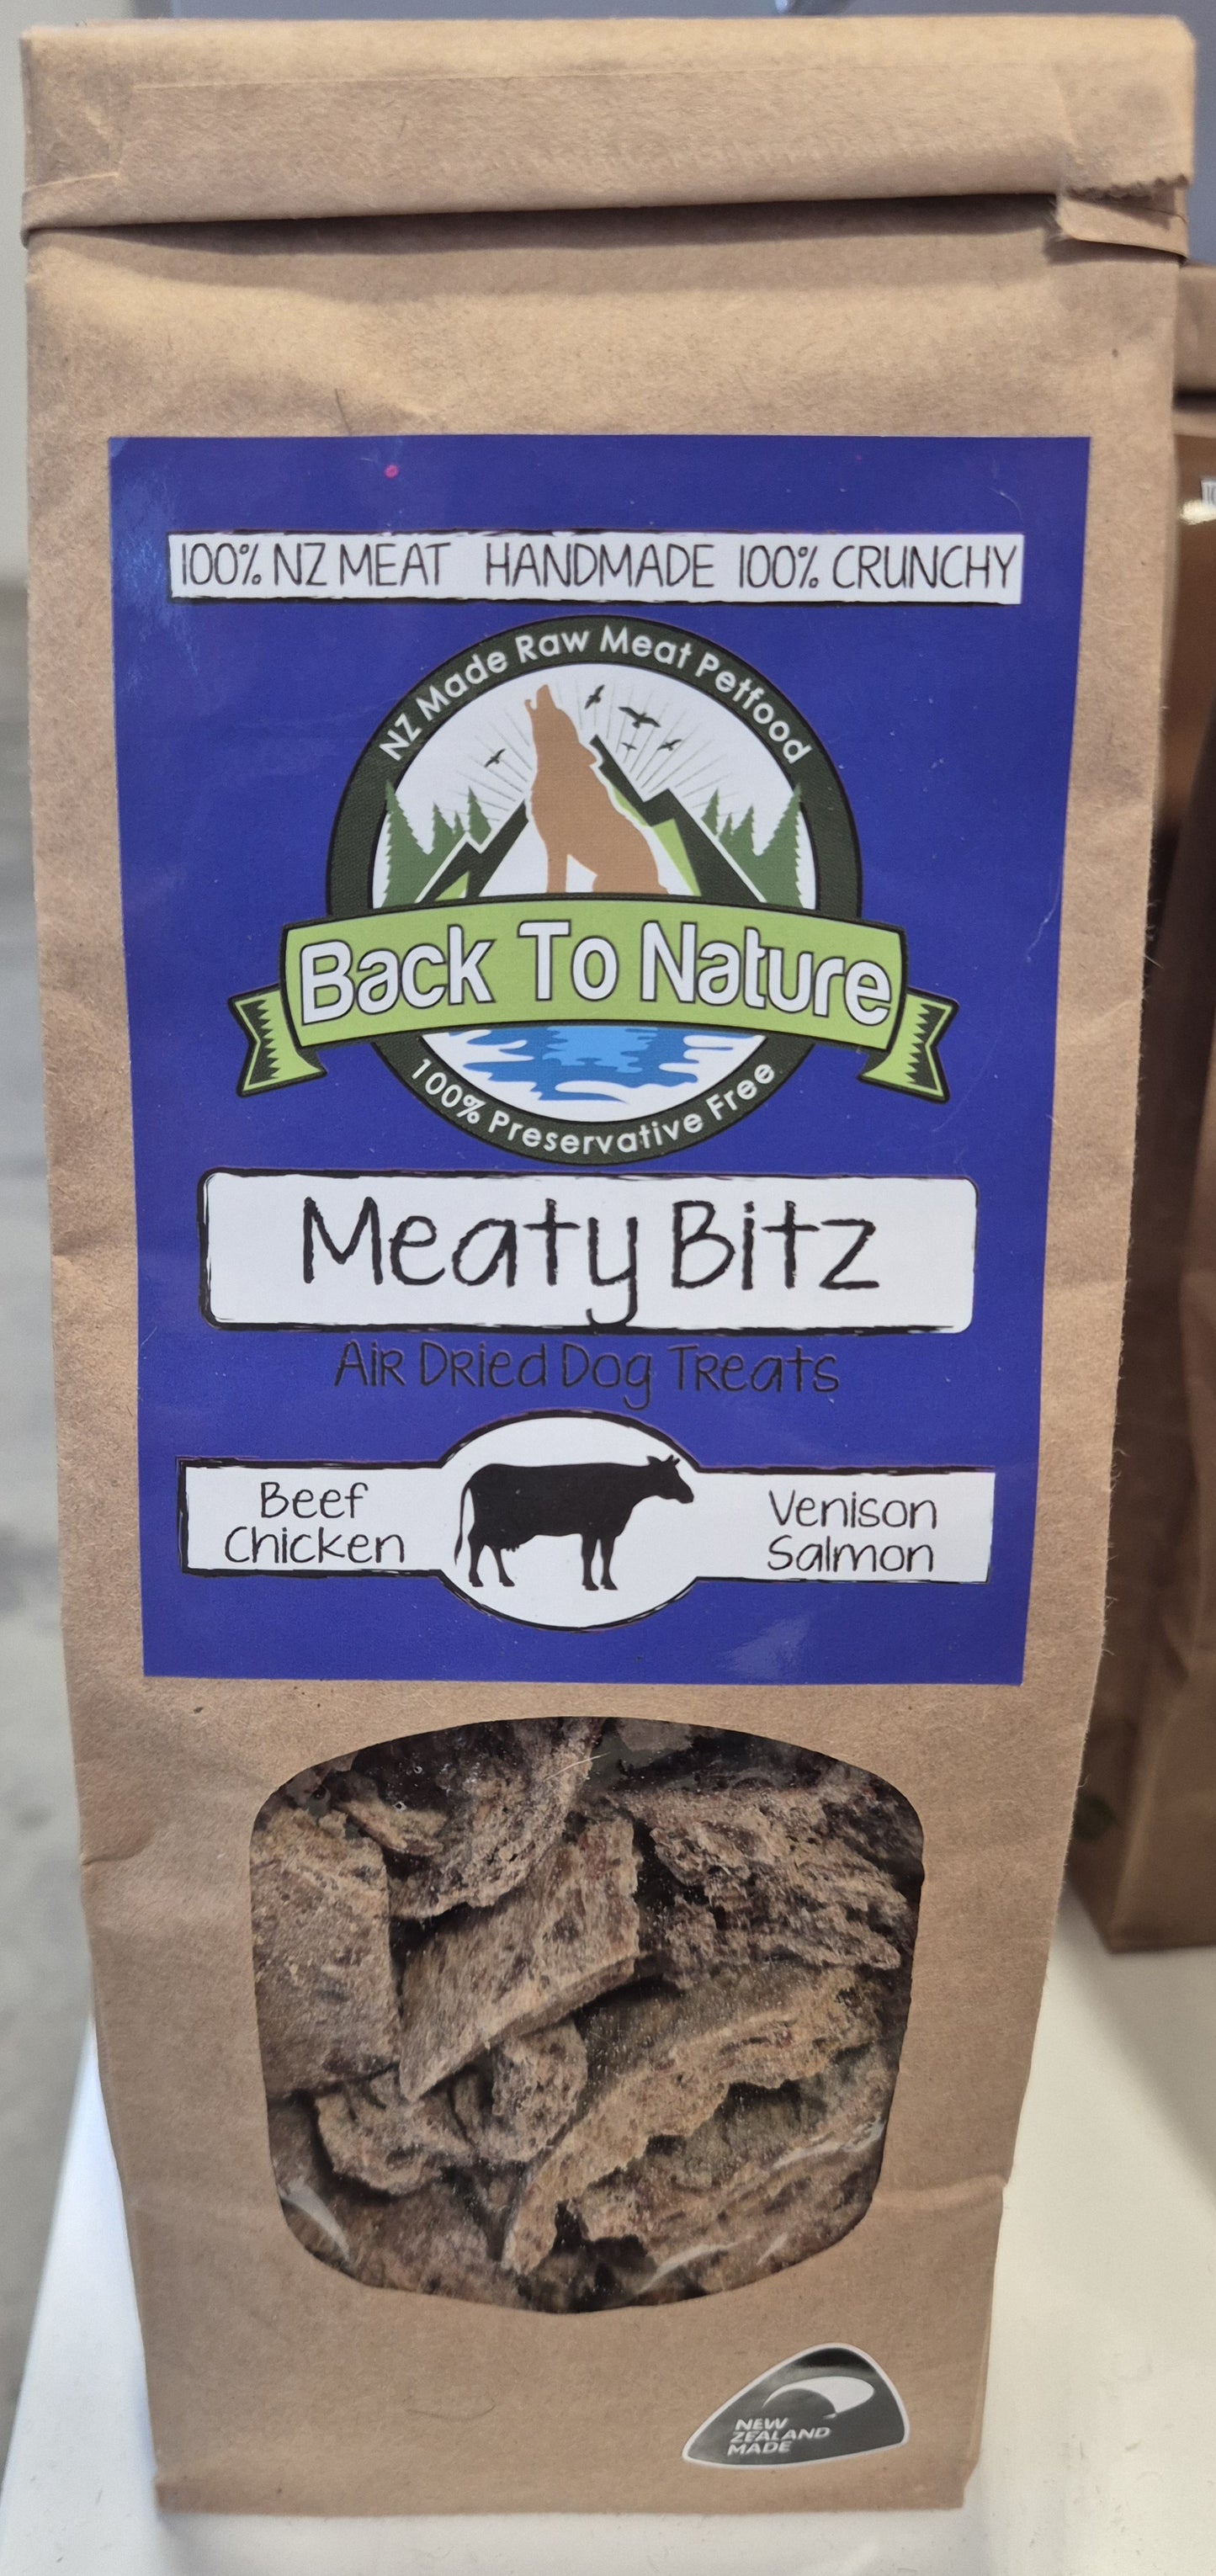 100% NZ MEAT HANDMADE 100% CRUNCHY
NZ Made Raw Meat Petfood
Back To Nature
100% Preservative Free
Meaty Bitz
Air Dried Dog Treats
Beef
Chicken
Venison
Salmon
NEW
ZEALAND
MADE